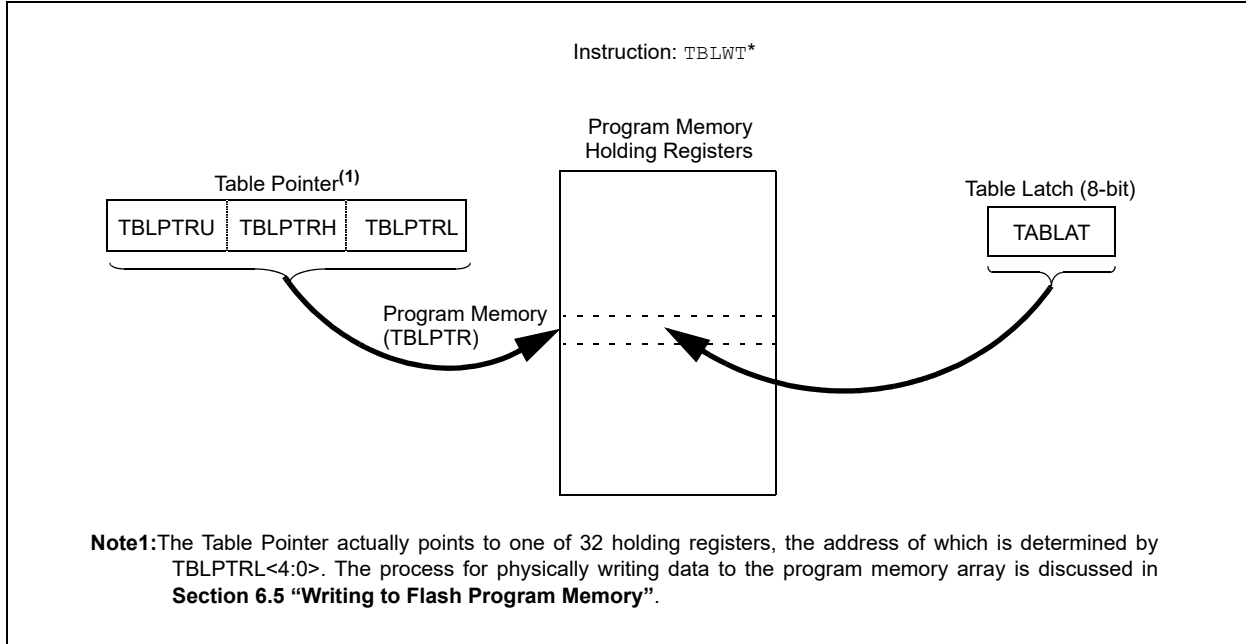 Instruction: TBLWT*
Program Memory
Holding Registers
Table Pointer(1)
Table Latch (8-bit)
TBLPTRU TBLPTRH TBLPTRL
TABLAT
Program Memory
(TBLPTR)
Note1:The Table Pointer actually points to one of 32 holding registers, the address of which is determined by
TBLPTRL<4:0>. The process for physically writing data to the program memory array is discussed in
Section 6.5 “Writing to Flash Program Memory”.